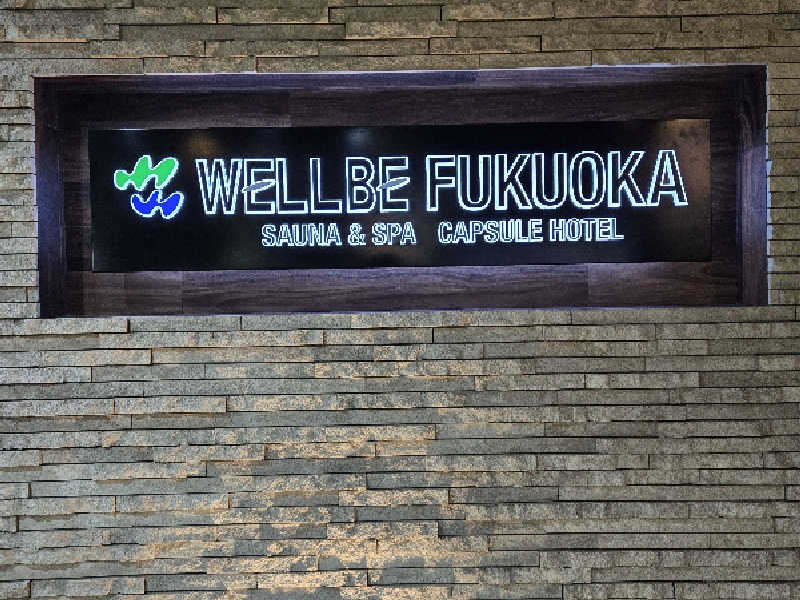 WELLBE FUKUOKA
SAUNA & SPA CAPSULE HOTEL